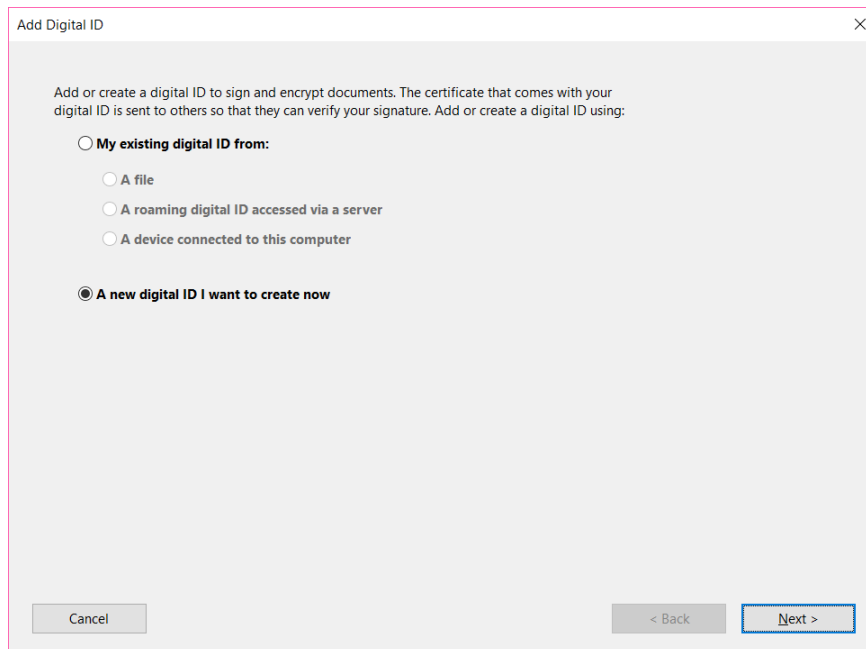 Add Digital ID
Add or create a digital ID to sign and encrypt documents. The certificate that comes with your
digital ID is sent to others so that they can verify your signature. Add or create a digital ID using:
My existing digital ID from:
A file
A roaming digital ID accessed via a server
A device connected to this computer
A new digital ID I want to create now
Cancel
< Back
Next >